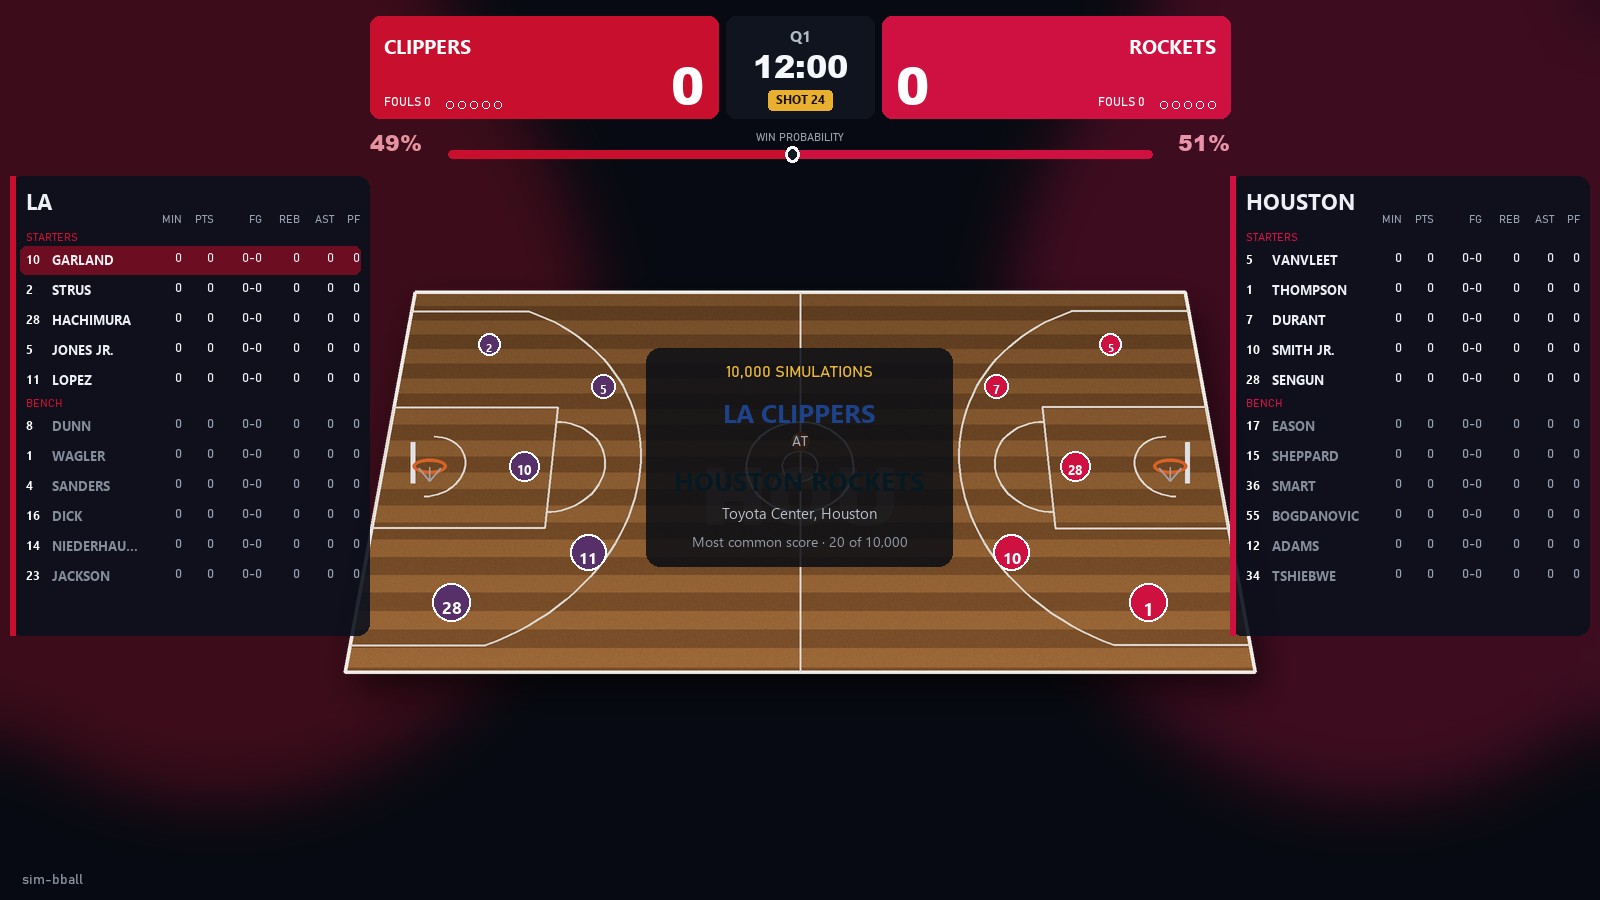 CLIPPERS
0
FOULS 0
Q1
12:00
SHOT 24
ROCKETS
0
FOULS 0
49%
WIN PROBABILITY
51%
LA
MIN PTS FG REB AST PF
STARTERS
10 GARLAND 0 0 0-0 0 0 0
2 STRUS 0 0 0-0 0 0 0
28 HACHIMURA 0 0 0-0 0 0 0
5 JONES JR. 0 0 0-0 0 0 0
11 LOPEZ 0 0 0-0 0 0 0
BENCH
8 DUNN 0 0 0-0 0 0 0
1 WAGLER 0 0 0-0 0 0 0
4 SANDERS 0 0 0-0 0 0 0
16 DICK 0 0 0-0 0 0 0
14 NIEDERHAU... 0 0 0-0 0 0 0
23 JACKSON 0 0 0-0 0 0 0
2
5
10
11
28
10,000 SIMULATIONS
LA CLIPPERS
AT
HOUSTON ROCKETS
Toyota Center, Houston
Most common score · 20 of 10,000
5
7
28
10
1
HOUSTON
MIN PTS FG REB AST PF
STARTERS
5 VANVLEET 0 0 0-0 0 0 0
1 THOMPSON 0 0 0-0 0 0 0
7 DURANT 0 0 0-0 0 0 0
10 SMITH JR. 0 0 0-0 0 0 0
28 SENGUN 0 0 0-0 0 0 0
BENCH
17 EASON 0 0 0-0 0 0 0
15 SHEPPARD 0 0 0-0 0 0 0
36 SMART 0 0 0-0 0 0 0
55 BOGDANOVIC 0 0 0-0 0 0 0
12 ADAMS 0 0 0-0 0 0 0
34 TSHIEBWE 0 0 0-0 0 0 0
sim-bball